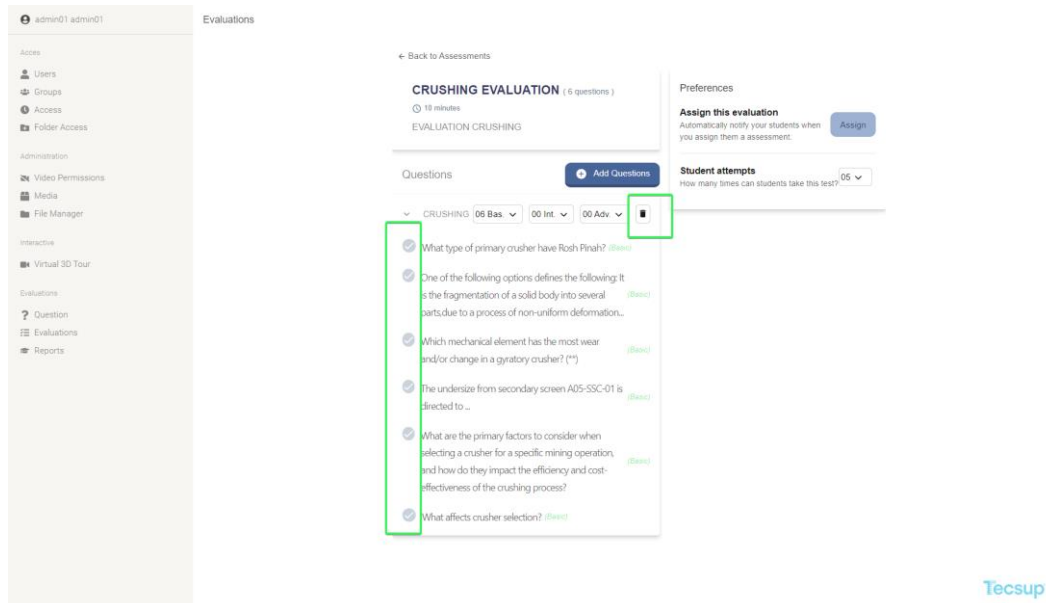 admin01 admin01
Evaluations
Acces
Users
Groups
Access
Folder Access
Administration
Video Permissions
Media
File Manager
Interactive
Virtual 3D Tour
Evaluations
Question
Evaluations
Reports
← Back to Assessments
CRUSHING EVALUATION ( 6 questions )
10 minutes
EVALUATION CRUSHING
Questions
Add Questions
CRUSHING 06 Bas. 00 Int. 00 Adv.
What type of primary crusher have Rosh Pinah? (Basic)
One of the following options defines the following: It
is the fragmentation of a solid body into several (Basic)
parts,due to a process of non-uniform deformation...
Which mechanical element has the most wear
and/or change in a gyratory crusher? (**) (Basic)
The undersize from secondary screen A05-SSC-01 is
directed to ... (Basic)
What are the primary factors to consider when
selecting a crusher for a specific mining operation,
and how do they impact the efficiency and cost- (Basic)
effectiveness of the crushing process?
What affects crusher selection? (Basic)
Preferences
Assign this evaluation
Automatically notify your students when
you assign them a assessment.
Assign
Student attempts
How many times can students take this test?
05
Tecsup